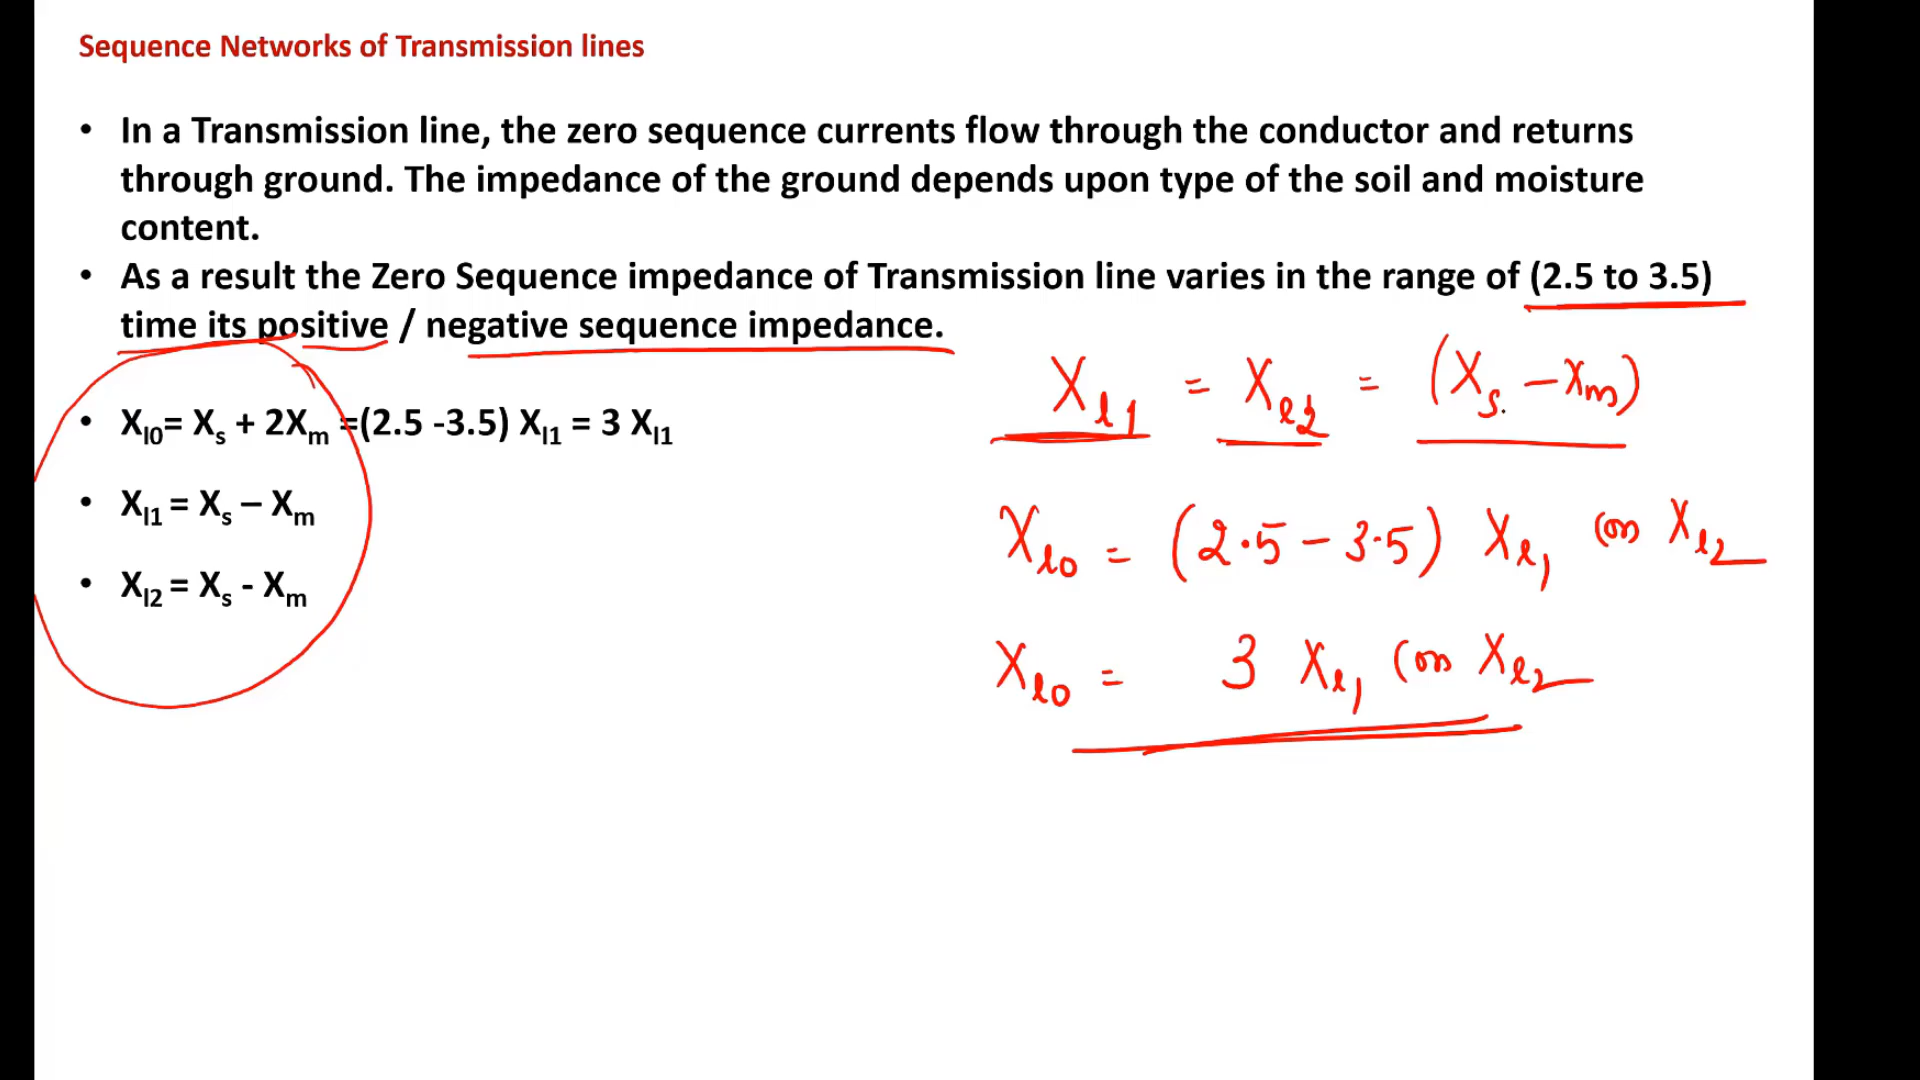 Sequence Networks of Transmission lines
• In a Transmission line, the zero sequence currents flow through the conductor and returns
through ground. The impedance of the ground depends upon type of the soil and moisture
content.
• As a result the Zero Sequence impedance of Transmission line varies in the range of (2.5 to 3.5)
time its positive / negative sequence impedance.
• Xl0= Xs + 2Xm =(2.5 -3.5) Xl1 = 3 Xl1
• Xl1 = Xs – Xm
• Xl2 = Xs - Xm
Xl1 = Xl2 = (Xs - Xm)
Xl0 = (2.5 - 3.5) Xl1 (or) Xl2
Xl0 = 3 Xl1 (or) Xl2